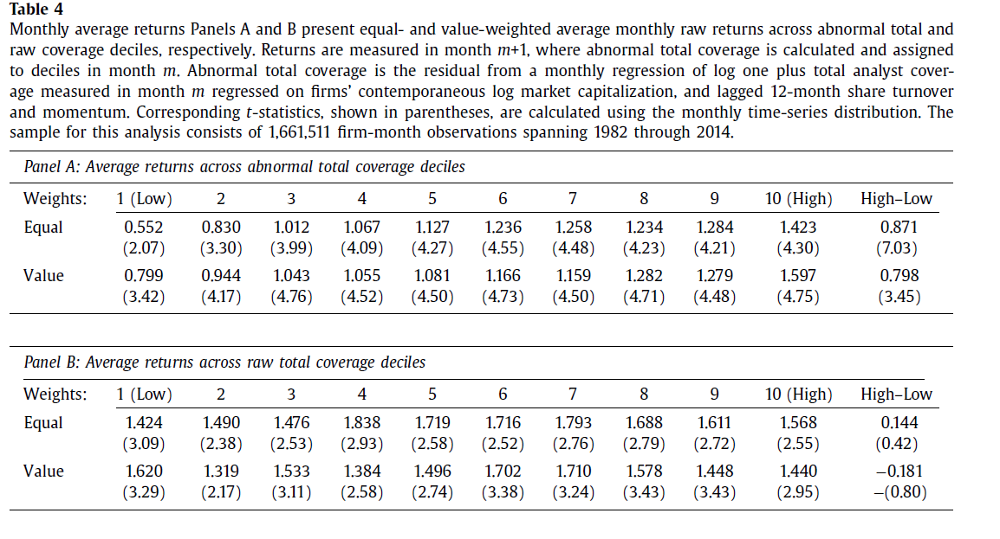 Table 4
Monthly average returns Panels A and B present equal- and value-weighted average monthly raw returns across abnormal total and
raw coverage deciles, respectively. Returns are measured in month m+1, where abnormal total coverage is calculated and assigned
to deciles in month m. Abnormal total coverage is the residual from a monthly regression of log one plus total analyst cover-
age measured in month m regressed on firms' contemporaneous log market capitalization, and lagged 12-month share turnover
and momentum. Corresponding t-statistics, shown in parentheses, are calculated using the monthly time-series distribution. The
sample for this analysis consists of 1,661,511 firm-month observations spanning 1982 through 2014.
Panel A: Average returns across abnormal total coverage deciles
Weights: 1 (Low) 2 3 4 5 6 7 8 9 10 (High) High–Low
Equal 0.552 0.830 1.012 1.067 1.127 1.236 1.258 1.234 1.284 1.423 0.871
(2.07) (3.30) (3.99) (4.09) (4.27) (4.55) (4.48) (4.23) (4.21) (4.30) (7.03)
Value 0.799 0.944 1.043 1.055 1.081 1.166 1.159 1.282 1.279 1.597 0.798
(3.42) (4.17) (4.76) (4.52) (4.50) (4.73) (4.50) (4.71) (4.48) (4.75) (3.45)
Panel B: Average returns across raw total coverage deciles
Weights: 1 (Low) 2 3 4 5 6 7 8 9 10 (High) High–Low
Equal 1.424 1.490 1.476 1.838 1.719 1.716 1.793 1.688 1.611 1.568 0.144
(3.09) (2.38) (2.53) (2.93) (2.58) (2.52) (2.76) (2.79) (2.72) (2.55) (0.42)
Value 1.620 1.319 1.533 1.384 1.496 1.702 1.710 1.578 1.448 1.440 −0.181
(3.29) (2.17) (3.11) (2.58) (2.74) (3.38) (3.24) (3.43) (3.43) (2.95) –(0.80)